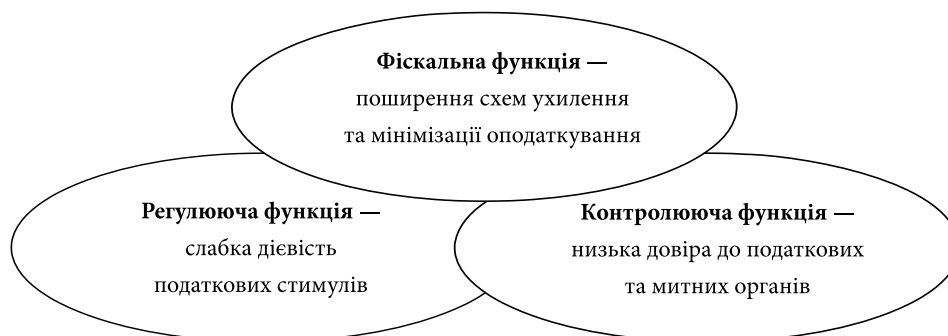 Фіскальна функція —
поширення схем ухилення
та мінімізації оподаткування
Регулююча функція —
слабка дієвість
податкових стимулів
Контролююча функція —
низька довіра до податкових
та митних органів